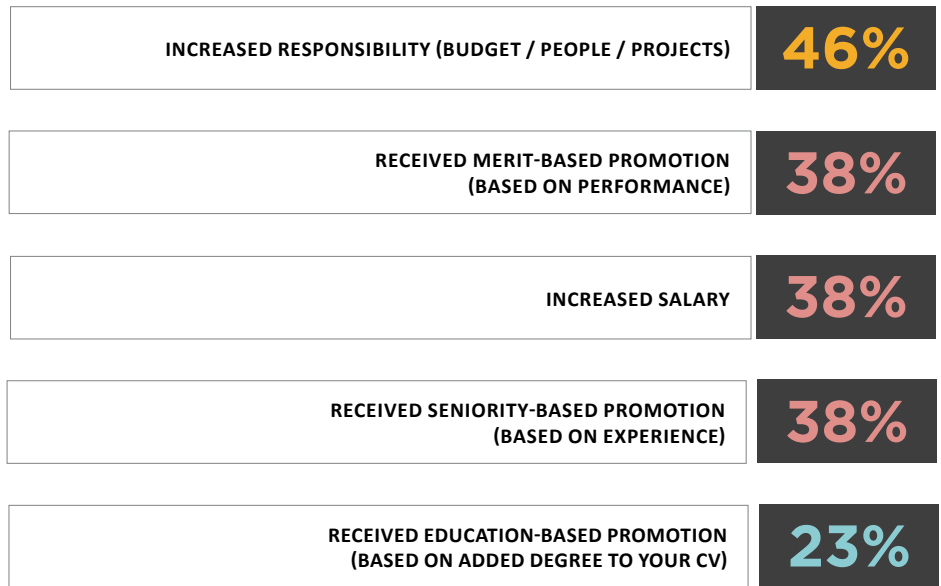 INCREASED RESPONSIBILITY (BUDGET / PEOPLE / PROJECTS)
46%
RECEIVED MERIT-BASED PROMOTION
(BASED ON PERFORMANCE)
38%
INCREASED SALARY
38%
RECEIVED SENIORITY-BASED PROMOTION
(BASED ON EXPERIENCE)
38%
RECEIVED EDUCATION-BASED PROMOTION
(BASED ON ADDED DEGREE TO YOUR CV)
23%